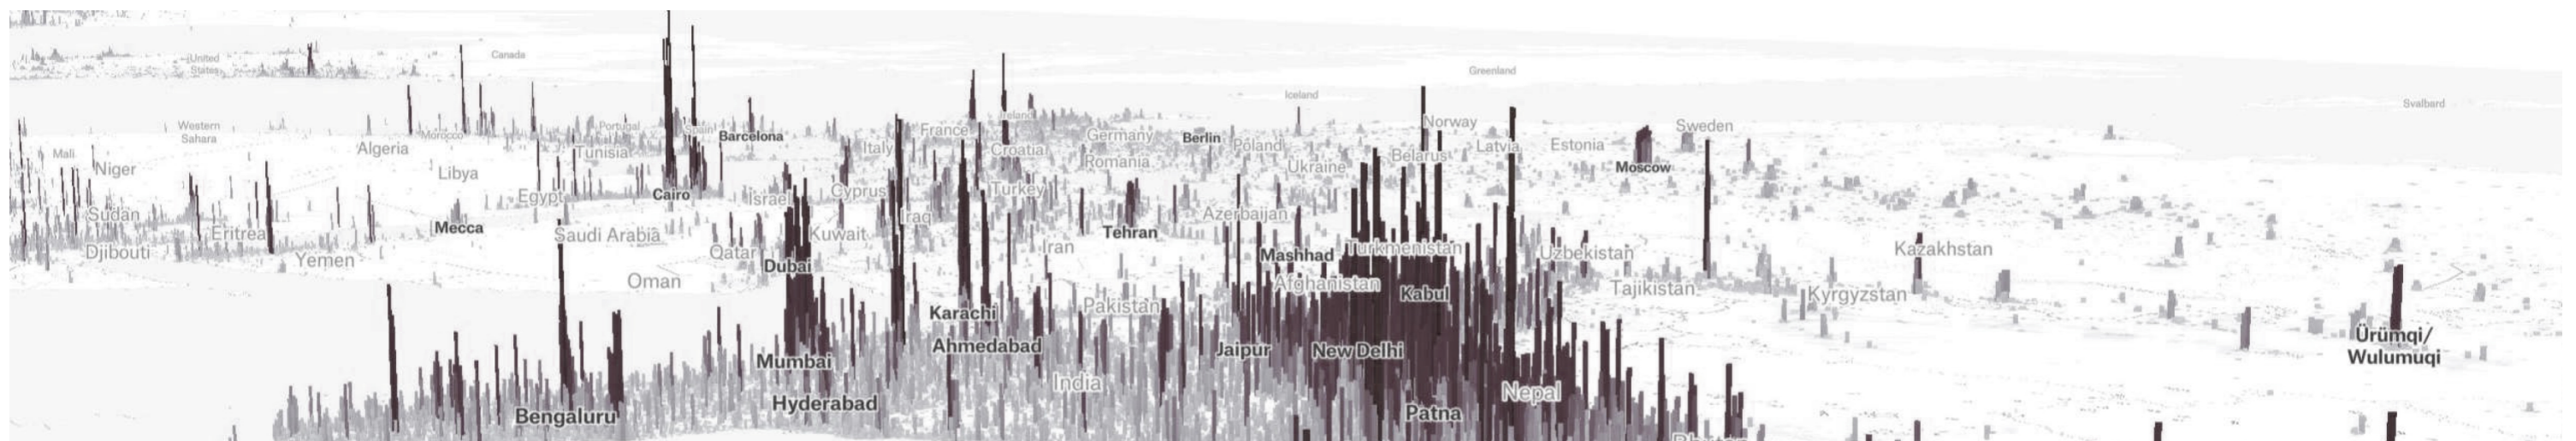 United
States
Canada
Greenland
Iceland
Svalbard
Western
Sahara
Morocco
Portugal
Spain
Barcelona
France
Ireland
Germany
Berlin
Poland
Norway
Sweden
Mali
Niger
Algeria
Tunisia
Italy
Croatia
Romania
Ukraine
Belarus
Latvia
Estonia
Moscow
Libya
Egypt
Cairo
Israel
Cyprus
Turkey
Sudan
Eritrea
Mecca
Saudi Arabia
Kuwait
Iraq
Tehran
Azerbaijan
Djibouti
Yemen
Oman
Qatar
Dubai
Iran
Mashhad
Turkmenistan
Uzbekistan
Kazakhstan
Afghanistan
Kabul
Tajikistan
Kyrgyzstan
Karachi
Pakistan
Ahmedabad
Jaipur
New Delhi
Ürümqi/
Wulumuqi
Mumbai
India
Nepal
Hyderabad
Bengaluru
Patna